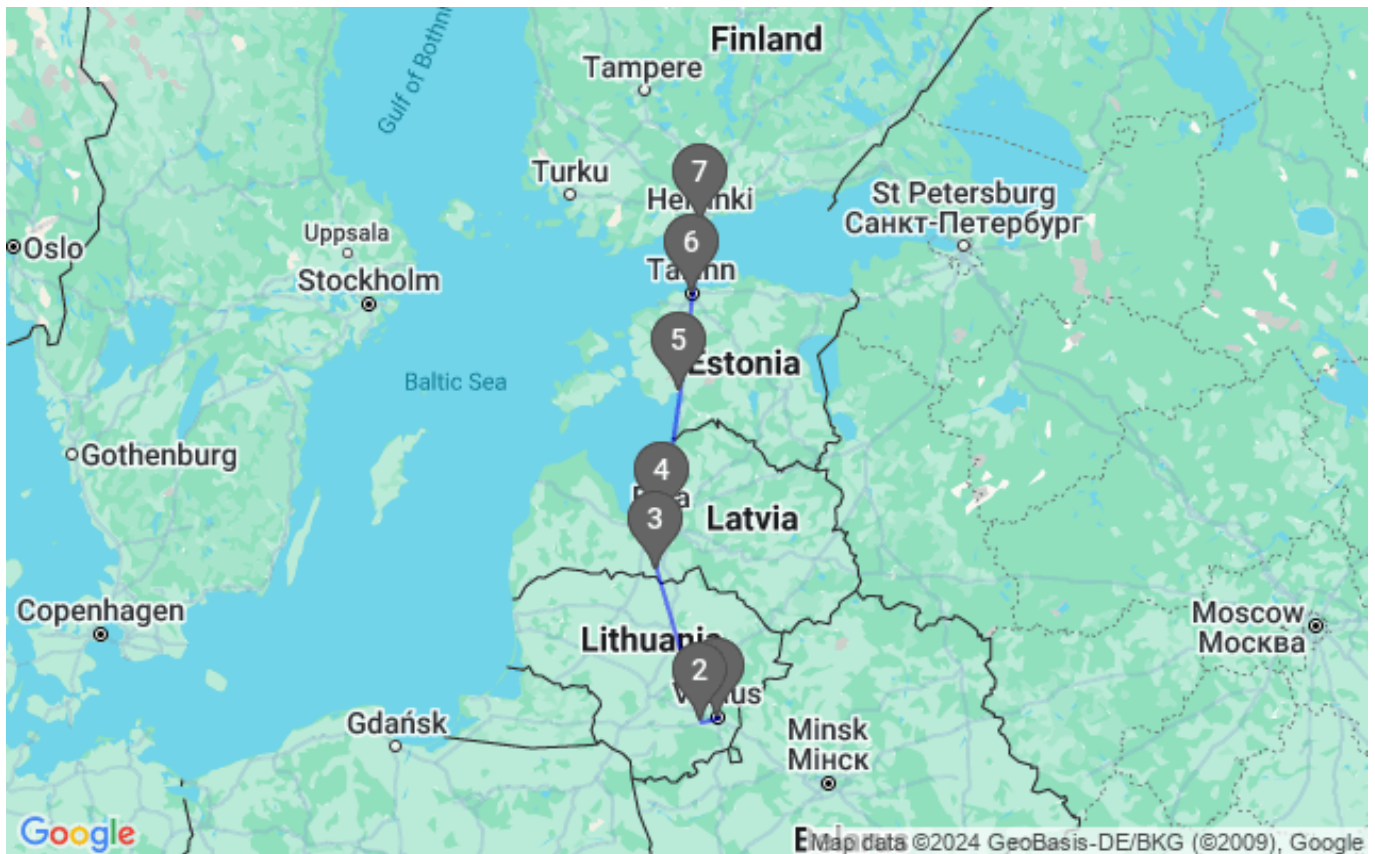 Finland
Tampere
Gulf of Bothni
7
Turku
Helsinki
St Petersburg
Санкт-Петербург
6
Oslo
Uppsala
Stockholm
Tallinn
5
Estonia
Baltic Sea
Gothenburg
4
3
Latvia
Copenhagen
Moscow
Москва
Lithuania
2
Vilnius
Gdańsk
Minsk
Мінск
Google
Map data ©2024 GeoBasis-DE/BKG (©2009), Google